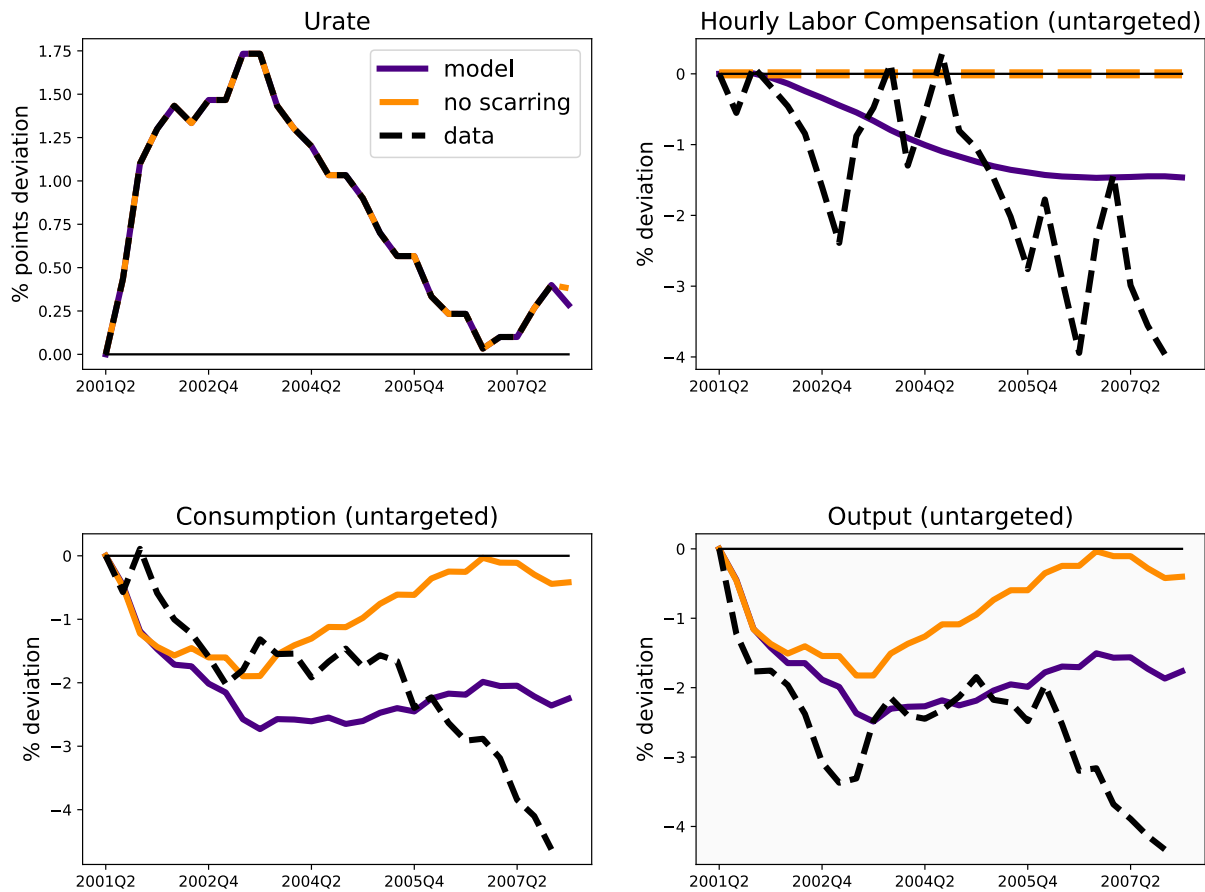 Urate
% points deviation
1.75
1.50
1.25
1.00
0.75
0.50
0.25
0.00
model
no scarring
data
2001Q2 2002Q4 2004Q2 2005Q4 2007Q2
Hourly Labor Compensation (untargeted)
% deviation
0
−1
−2
−3
−4
2001Q2 2002Q4 2004Q2 2005Q4 2007Q2
Consumption (untargeted)
% deviation
0
−1
−2
−3
−4
2001Q2 2002Q4 2004Q2 2005Q4 2007Q2
Output (untargeted)
% deviation
0
−1
−2
−3
−4
2001Q2 2002Q4 2004Q2 2005Q4 2007Q2